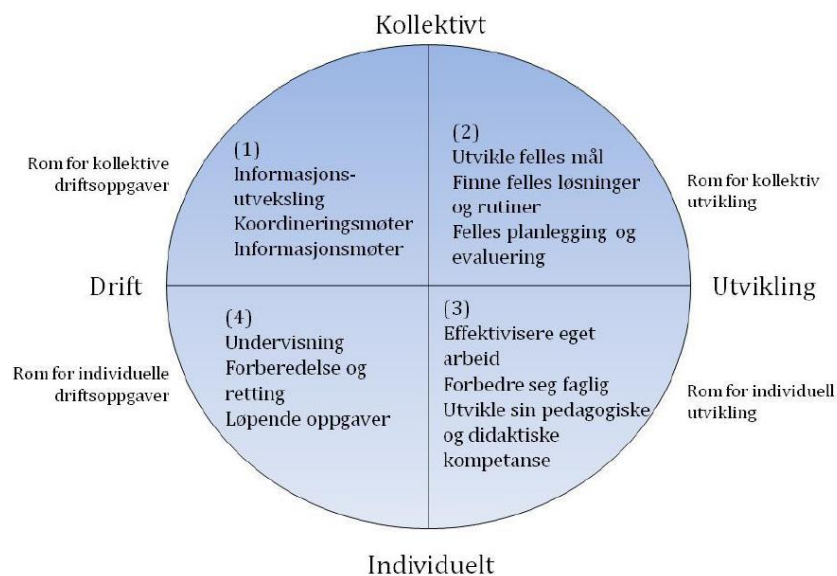 Kollektivt
Rom for kollektive
driftsoppgaver
(1)
Informasjons-
utveksling
Koordineringsmøter
Informasjonsmøter
(2)
Utvikle felles mål
Finne felles løsninger
og rutiner
Felles planlegging og
evaluering
Rom for kollektiv
utvikling
Drift
Utvikling
Rom for individuelle
driftsoppgaver
(4)
Undervisning
Forberedelse og
retting
Løpende oppgaver
(3)
Effektivisere eget
arbeid
Forbedre seg faglig
Utvikle sin pedagogiske
og didaktiske
kompetanse
Rom for individuell
utvikling
Individuelt